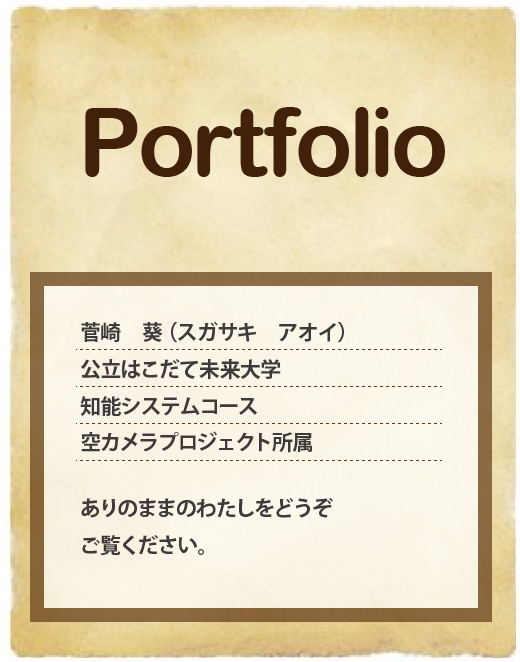 Portfolio
菅崎　葵（スガサキ　アオイ）
公立はこだて未来大学
知能システムコース
空カメラプロジェクト所属
ありのままのわたしをどうぞ
ご覧ください。